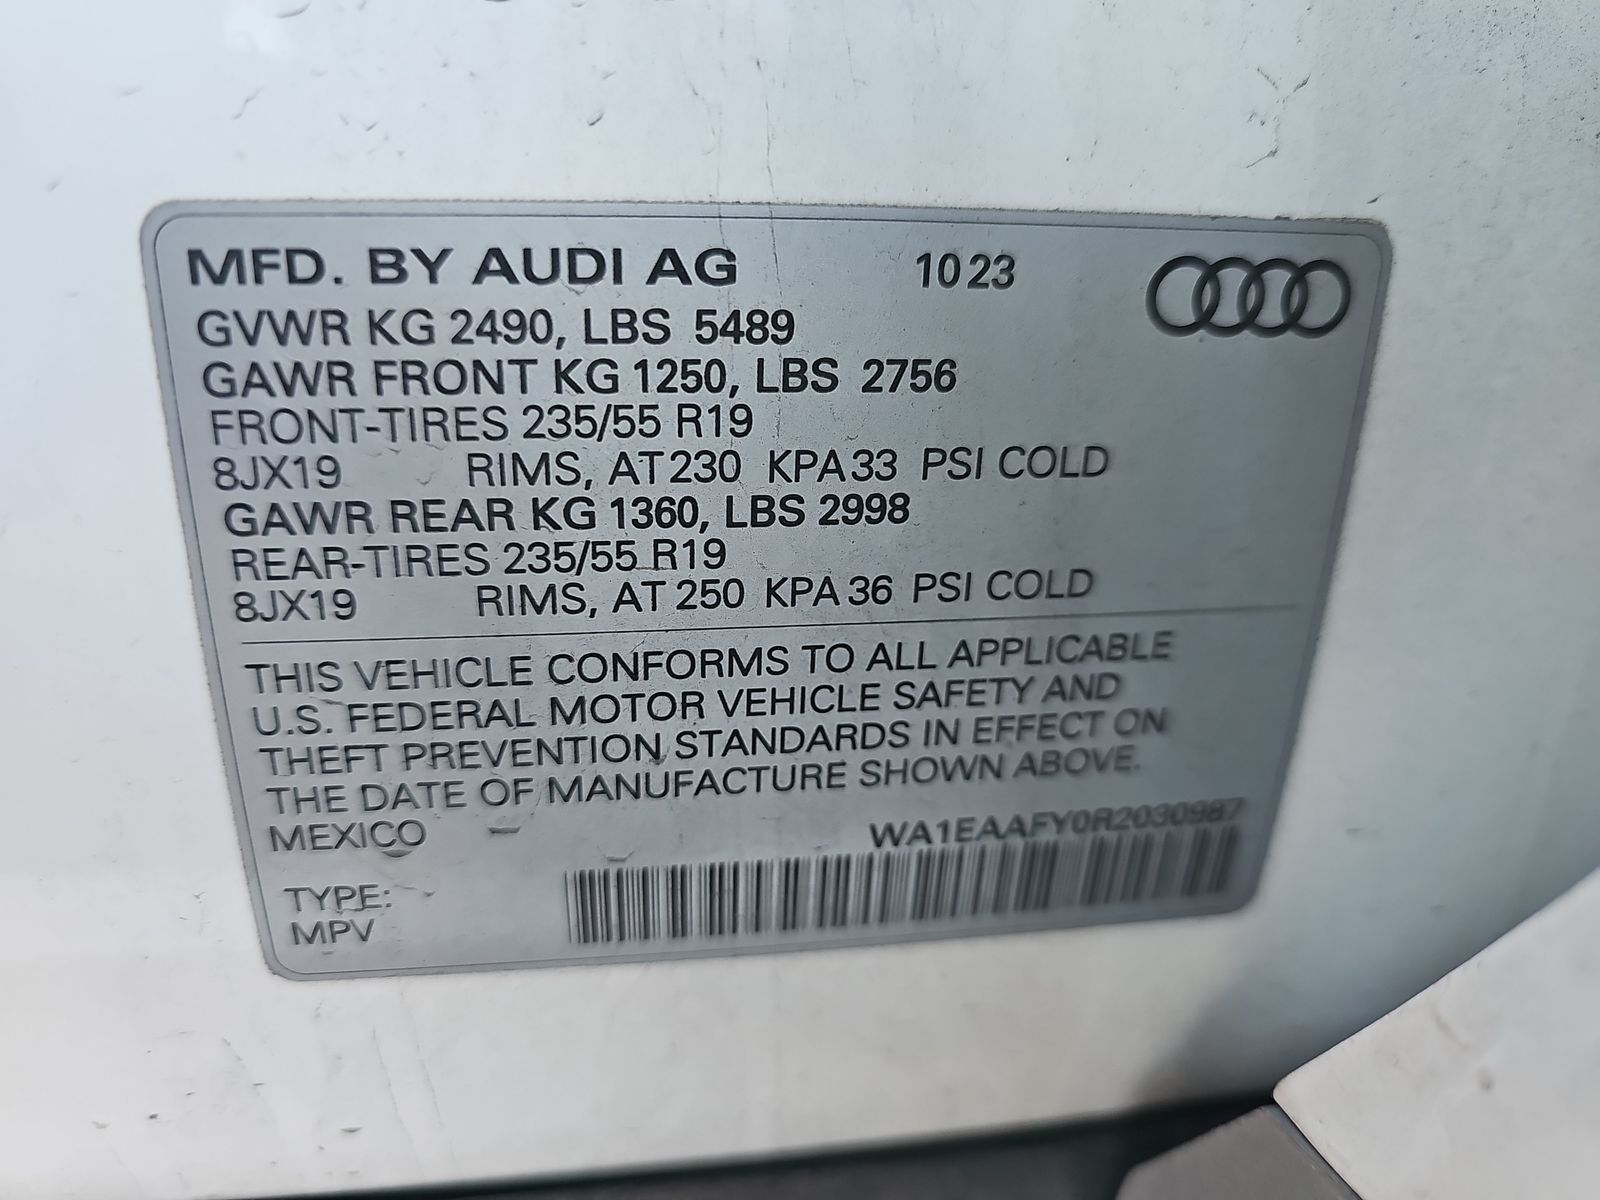 MFD. BY AUDI AG 10 23
GVWR KG 2490, LBS 5489
GAWR FRONT KG 1250, LBS 2756
FRONT-TIRES 235/55 R19
8JX19 RIMS, AT 230 KPA 33 PSI COLD
GAWR REAR KG 1360, LBS 2998
REAR-TIRES 235/55 R19
8JX19 RIMS, AT 250 KPA 36 PSI COLD
THIS VEHICLE CONFORMS TO ALL APPLICABLE
U.S. FEDERAL MOTOR VEHICLE SAFETY AND
THEFT PREVENTION STANDARDS IN EFFECT ON
THE DATE OF MANUFACTURE SHOWN ABOVE.
MEXICO WA1EAAFY0R2030987
TYPE:
MPV